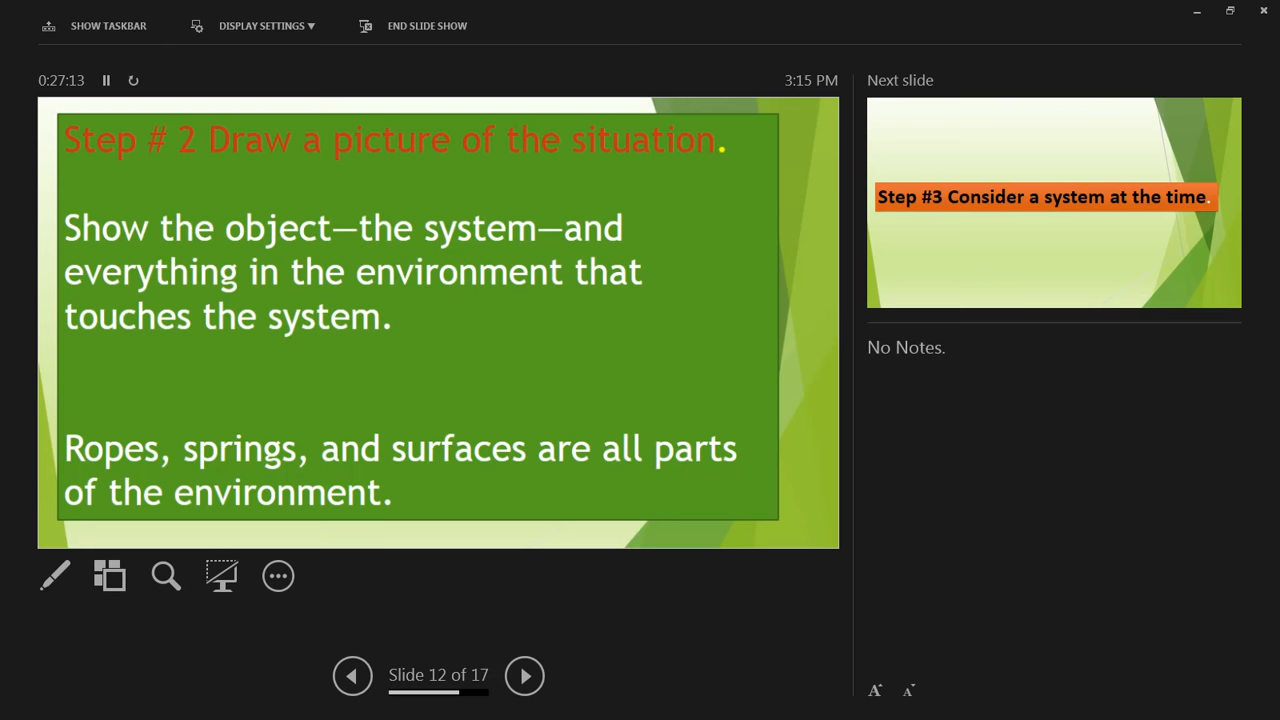 SHOW TASKBAR
DISPLAY SETTINGS
END SLIDE SHOW
0:27:13
3:15 PM
Step # 2 Draw a picture of the situation.
Show the object—the system—and
everything in the environment that
touches the system.
Ropes, springs, and surfaces are all parts
of the environment.
Slide 12 of 17
Next slide
Step #3 Consider a system at the time.
No Notes.
A A